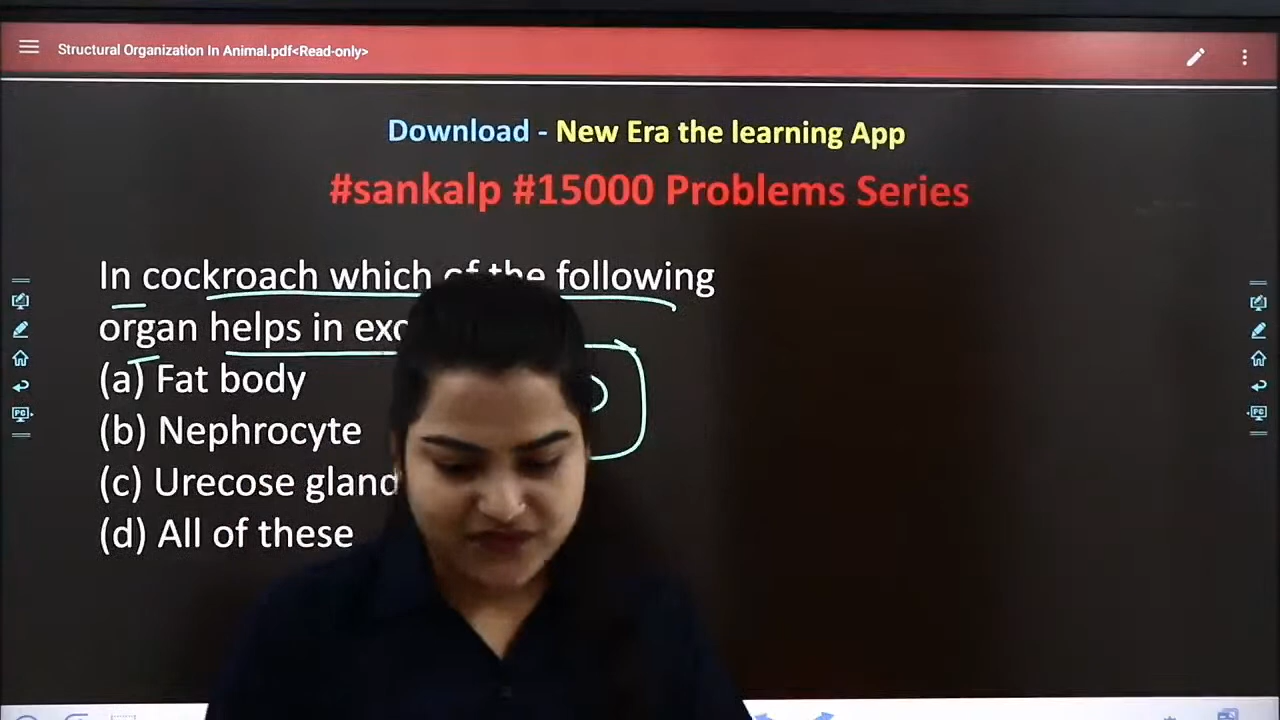 Structural Organization In Animal.pdf<Read-only>
Download - New Era the learning App
#sankalp #15000 Problems Series
In cockroach which of the following
organ helps in
(a) Fat body
(b) Nephrocyte
(c) Urecose gland
(d) All of these